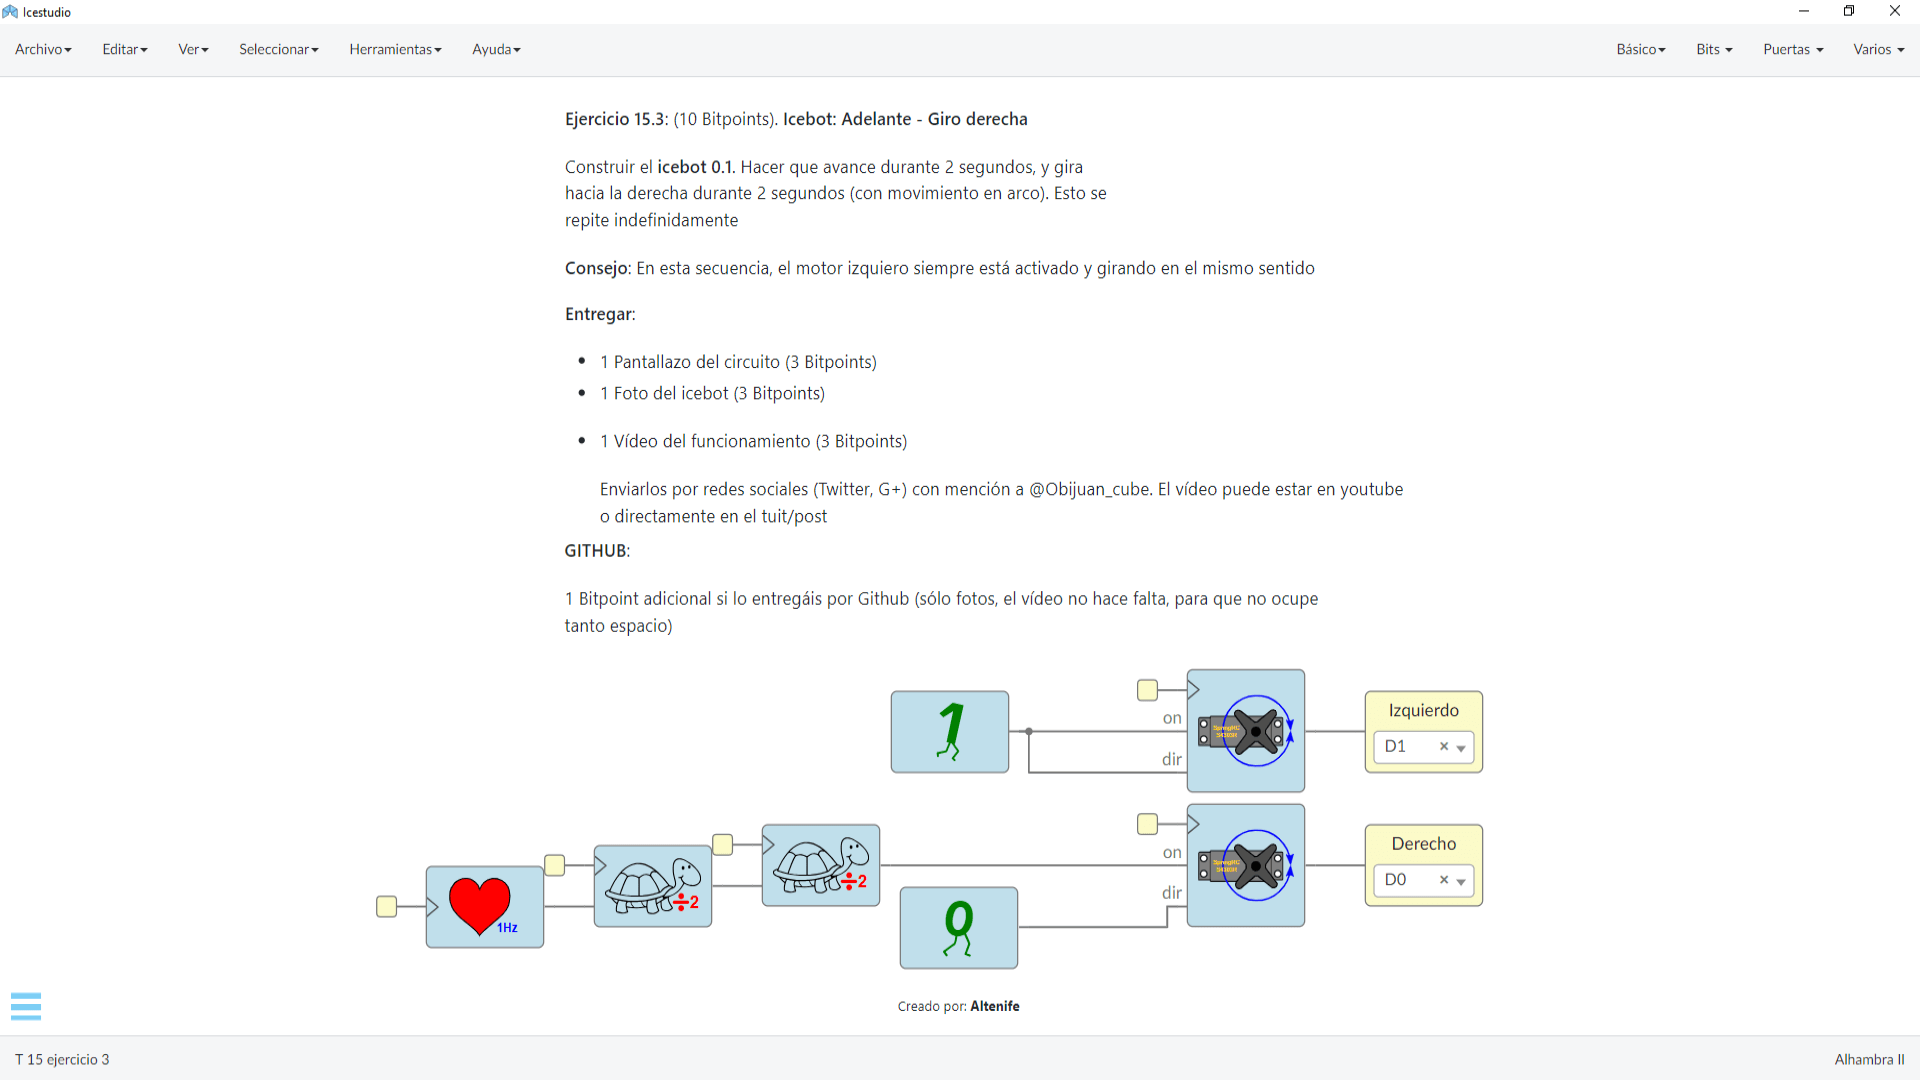 Icestudio
Archivo Editar Ver Seleccionar Herramientas Ayuda Básico Bits Puertas Varios
Ejercicio 15.3: (10 Bitpoints). Icebot: Adelante - Giro derecha
Construir el icebot 0.1. Hacer que avance durante 2 segundos, y gira
hacia la derecha durante 2 segundos (con movimiento en arco). Esto se
repite indefinidamente
Consejo: En esta secuencia, el motor izquiero siempre está activado y girando en el mismo sentido
Entregar:
1 Pantallazo del circuito (3 Bitpoints)
1 Foto del icebot (3 Bitpoints)
1 Vídeo del funcionamiento (3 Bitpoints)
Enviarlos por redes sociales (Twitter, G+) con mención a @Obijuan_cube. El vídeo puede estar en youtube
o directamente en el tuit/post
GITHUB:
1 Bitpoint adicional si lo entregáis por Github (sólo fotos, el vídeo no hace falta, para que no ocupe
tanto espacio)
1
on
dir
Izquierdo
D1
1Hz
÷2
÷2
0
on
dir
Derecho
D0
Creado por: Altenife
T 15 ejercicio 3
Alhambra II